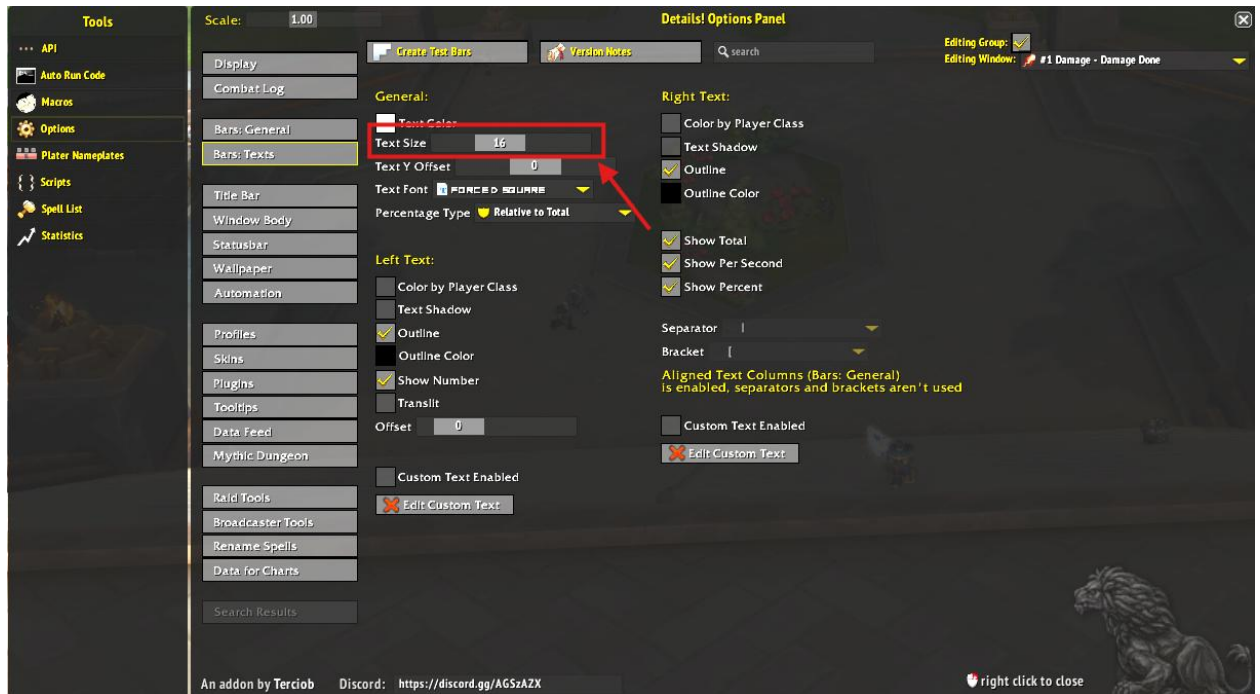 Tools
API
Auto Run Code
Macros
Options
Plater Nameplates
Scripts
Spell List
Statistics
Scale: 1.00
Details! Options Panel
Create Test Bars
Version Notes
search
Editing Group:
Editing Window: #1 Damage - Damage Done
Display
Combat Log
Bars: General
Bars: Texts
Title Bar
Window Body
Statusbar
Wallpaper
Automation
Profiles
Skins
Plugins
Tooltips
Data Feed
Mythic Dungeon
Raid Tools
Broadcaster Tools
Rename Spells
Data for Charts
Search Results
General:
Text Color
Text Size 16
Text Y Offset 0
Text Font FORCED SQUARE
Percentage Type Relative to Total
Left Text:
Color by Player Class
Text Shadow
Outline
Outline Color
Show Number
Translit
Offset 0
Custom Text Enabled
Edit Custom Text
Right Text:
Color by Player Class
Text Shadow
Outline
Outline Color
Show Total
Show Per Second
Show Percent
Separator |
Bracket [
Aligned Text Columns (Bars: General)
is enabled, separators and brackets aren't used
Custom Text Enabled
Edit Custom Text
An addon by Terciob
Discord: https://discord.gg/AGSzAZX
right click to close